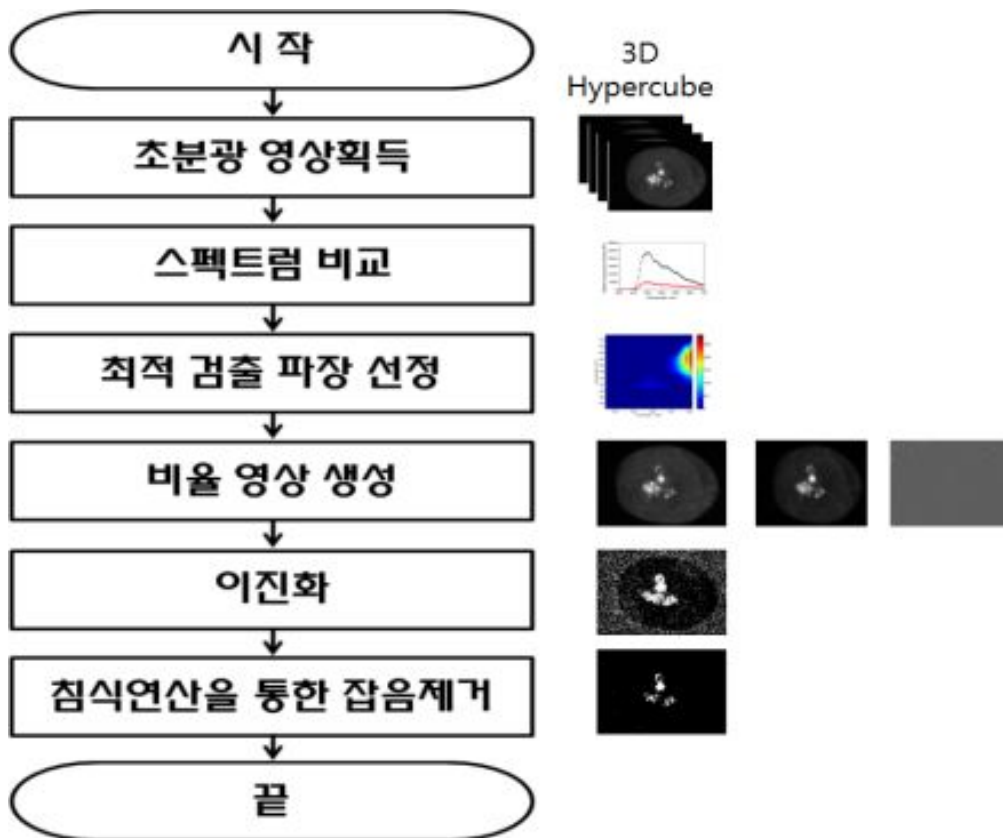 시 작
3D
Hypercube
초분광 영상획득
스펙트럼 비교
최적 검출 파장 선정
비율 영상 생성
이진화
침식연산을 통한 잡음제거
끝